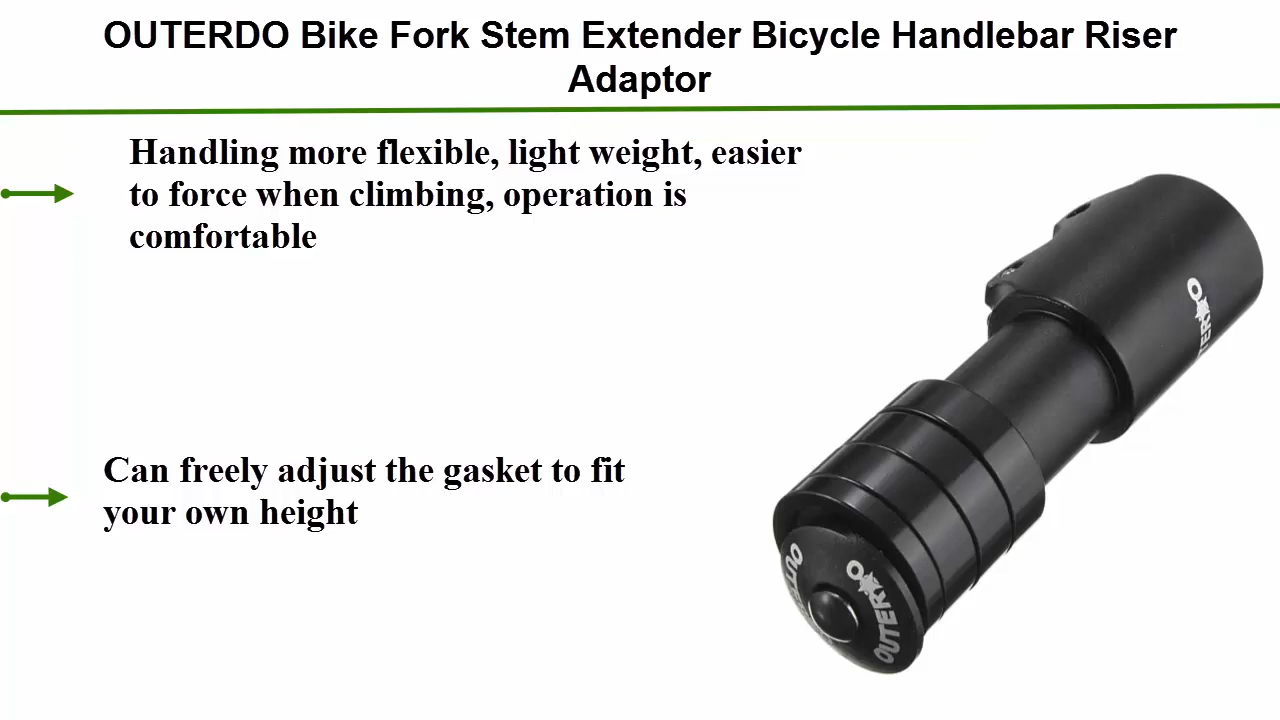 OUTERDO Bike Fork Stem Extender Bicycle Handlebar Riser
Adaptor
Handling more flexible, light weight, easier
to force when climbing, operation is
comfortable
Can freely adjust the gasket to fit
your own height
OUTERDO